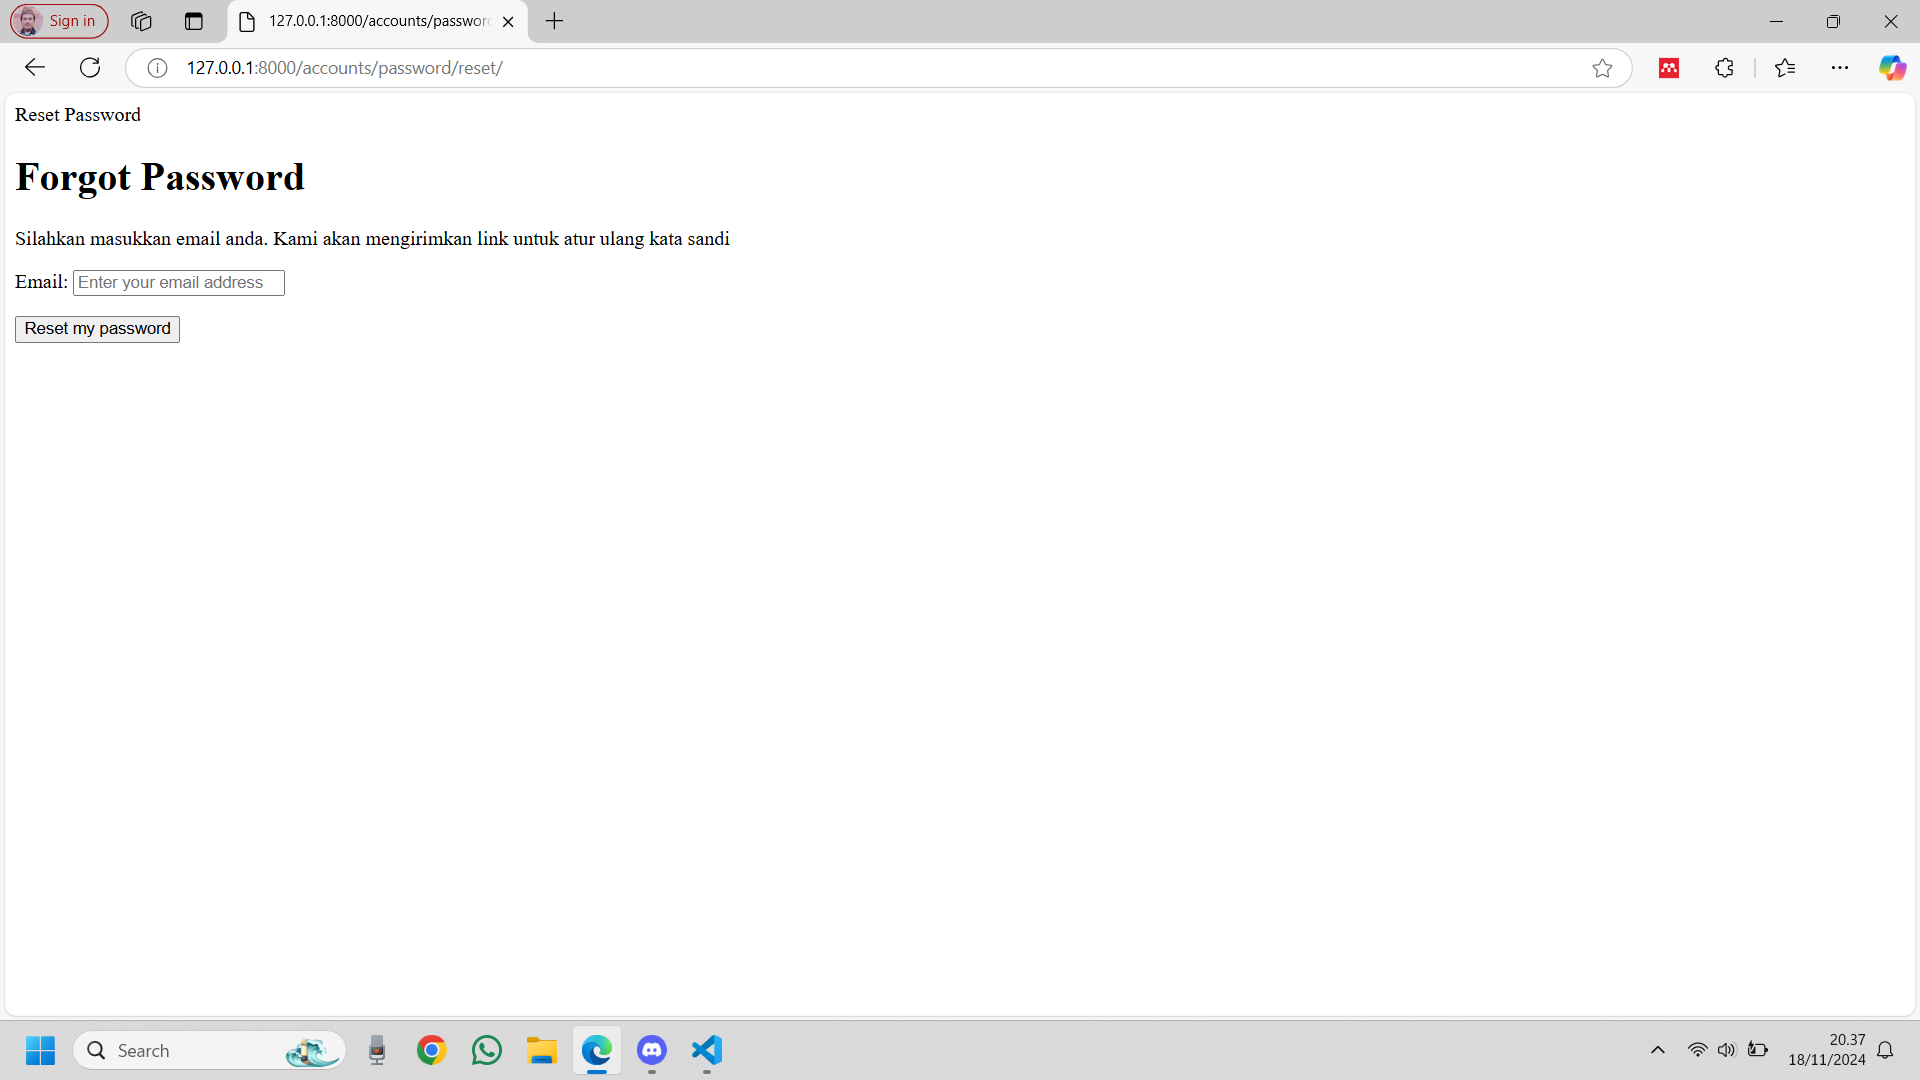 Sign in
127.0.0.1:8000/accounts/passwor
127.0.0.1:8000/accounts/password/reset/
Reset Password
Forgot Password
Silahkan masukkan email anda. Kami akan mengirimkan link untuk atur ulang kata sandi
Email: Enter your email address
Reset my password
Search
20.37
18/11/2024